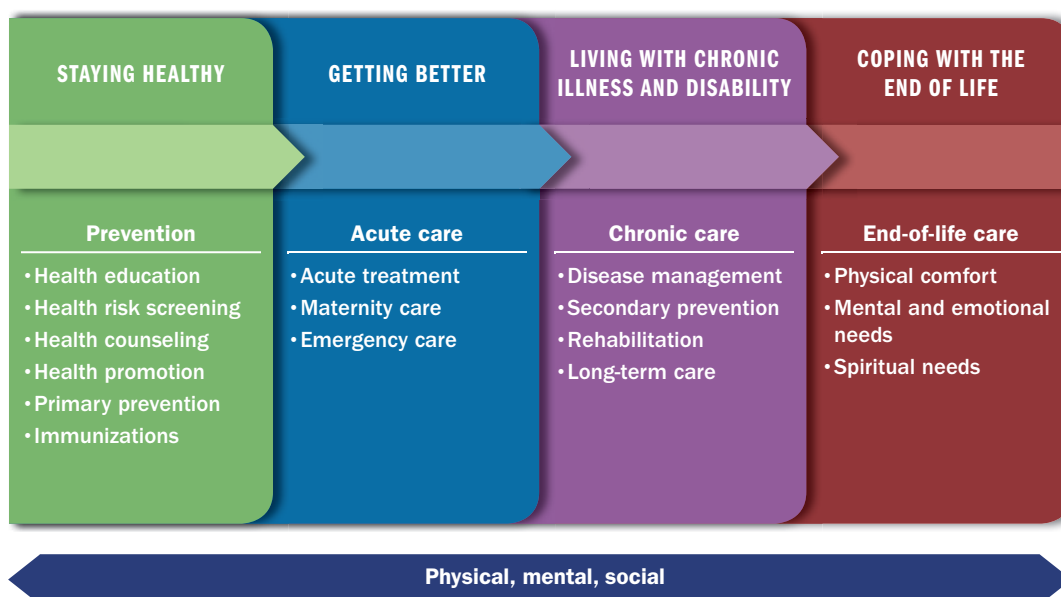 STAYING HEALTHY
GETTING BETTER
LIVING WITH CHRONIC
ILLNESS AND DISABILITY
COPING WITH THE
END OF LIFE
Prevention
•Health education
•Health risk screening
•Health counseling
•Health promotion
•Primary prevention
•Immunizations
Acute care
•Acute treatment
•Maternity care
•Emergency care
Chronic care
•Disease management
•Secondary prevention
•Rehabilitation
•Long-term care
End-of-life care
•Physical comfort
•Mental and emotional
needs
•Spiritual needs
Physical, mental, social